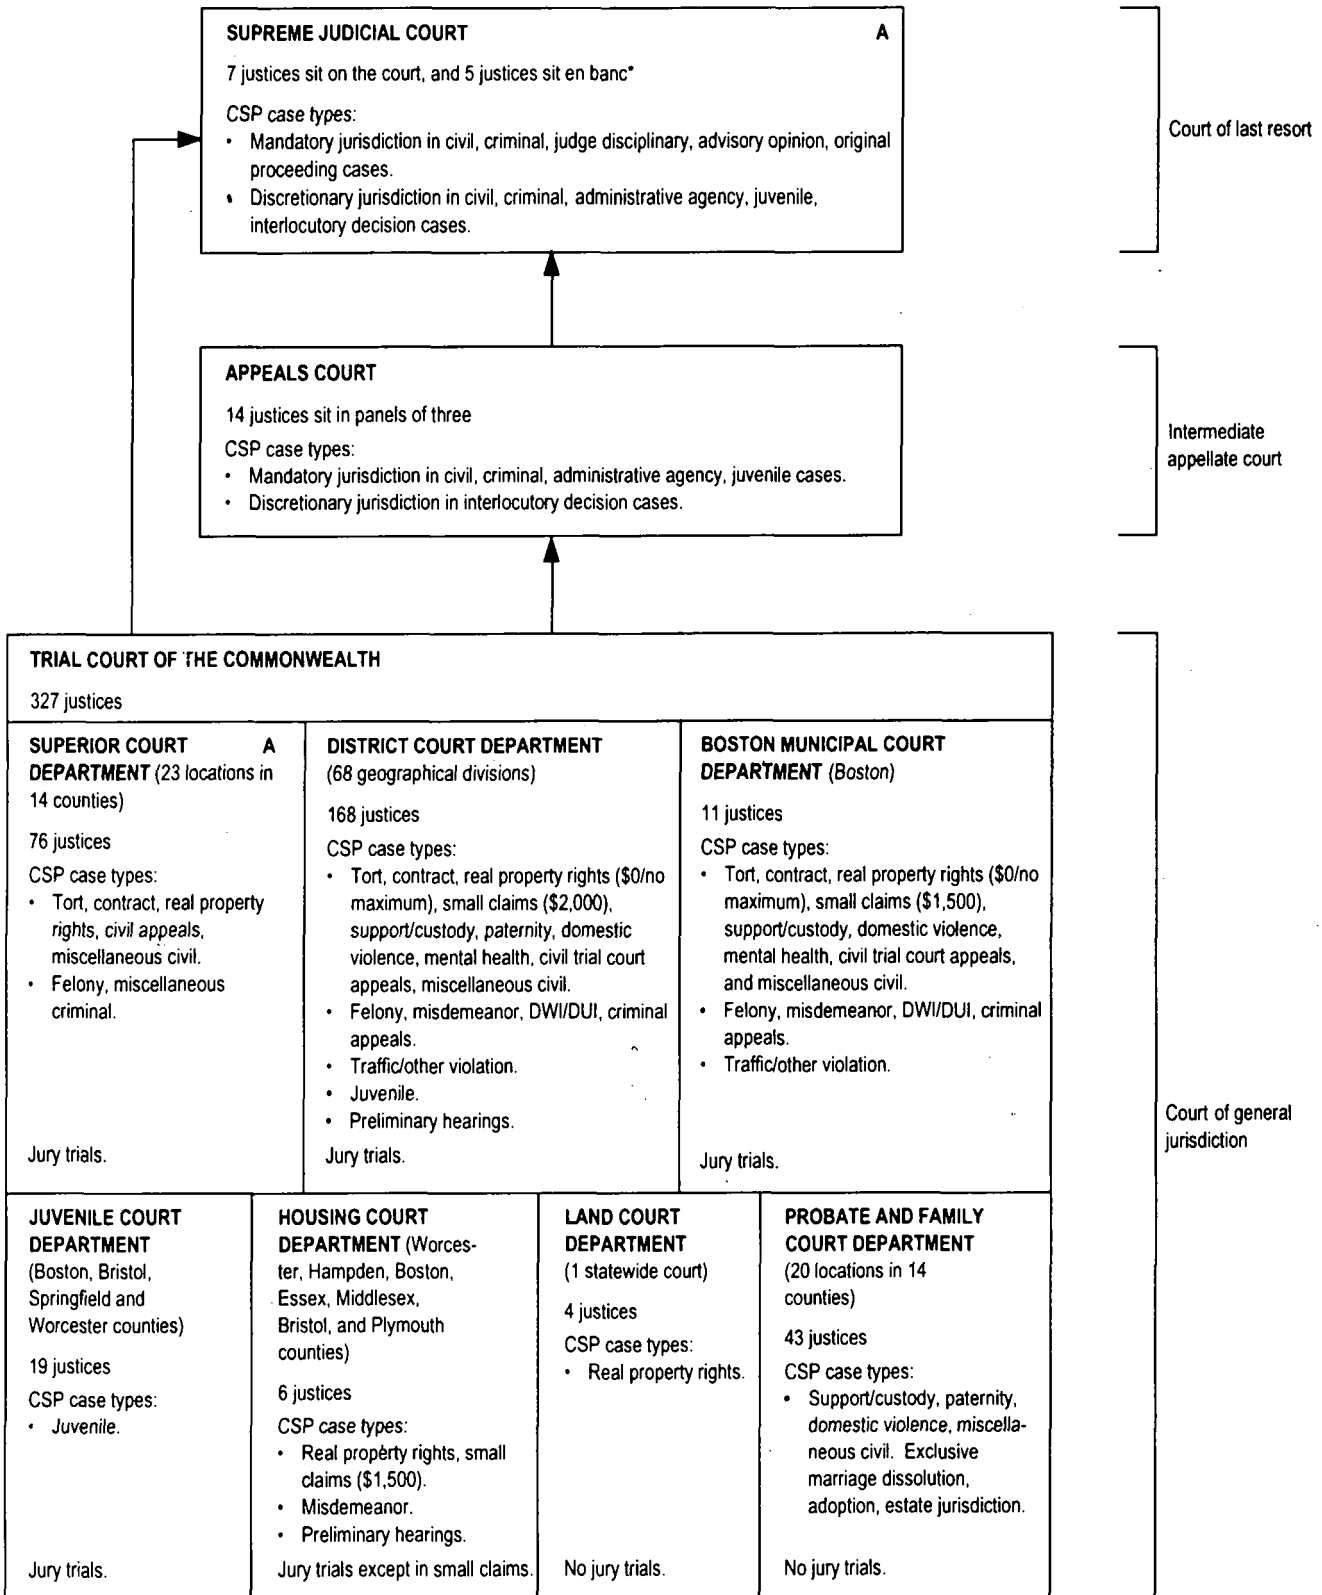 SUPREME JUDICIAL COURT A
7 justices sit on the court, and 5 justices sit en banc*
CSP case types:
• Mandatory jurisdiction in civil, criminal, judge disciplinary, advisory opinion, original
proceeding cases.
• Discretionary jurisdiction in civil, criminal, administrative agency, juvenile,
interlocutory decision cases.
Court of last resort
APPEALS COURT
14 justices sit in panels of three
CSP case types:
• Mandatory jurisdiction in civil, criminal, administrative agency, juvenile cases.
• Discretionary jurisdiction in interlocutory decision cases.
Intermediate
appellate court
TRIAL COURT OF THE COMMONWEALTH
327 justices
SUPERIOR COURT A
DEPARTMENT (23 locations in
14 counties)
76 justices
CSP case types:
• Tort, contract, real property
rights, civil appeals,
miscellaneous civil.
• Felony, miscellaneous
criminal.
Jury trials.
DISTRICT COURT DEPARTMENT
(68 geographical divisions)
168 justices
CSP case types:
• Tort, contract, real property rights ($0/no
maximum), small claims ($2,000),
support/custody, paternity, domestic
violence, mental health, civil trial court
appeals, miscellaneous civil.
• Felony, misdemeanor, DWI/DUI, criminal
appeals.
• Traffic/other violation.
• Juvenile.
• Preliminary hearings.
Jury trials.
BOSTON MUNICIPAL COURT
DEPARTMENT (Boston)
11 justices
CSP case types:
• Tort, contract, real property rights ($0/no
maximum), small claims ($1,500),
support/custody, domestic violence,
mental health, civil trial court appeals,
and miscellaneous civil.
• Felony, misdemeanor, DWI/DUI, criminal
appeals.
• Traffic/other violation.
Jury trials.
Court of general
jurisdiction
JUVENILE COURT
DEPARTMENT
(Boston, Bristol,
Springfield and
Worcester counties)
19 justices
CSP case types:
• Juvenile.
Jury trials.
HOUSING COURT
DEPARTMENT (Worces-
ter, Hampden, Boston,
Essex, Middlesex,
Bristol, and Plymouth
counties)
6 justices
CSP case types:
• Real property rights, small
claims ($1,500).
• Misdemeanor.
• Preliminary hearings.
Jury trials except in small claims.
LAND COURT
DEPARTMENT
(1 statewide court)
4 justices
CSP case types:
• Real property rights.
No jury trials.
PROBATE AND FAMILY
COURT DEPARTMENT
(20 locations in 14
counties)
43 justices
CSP case types:
• Support/custody, paternity,
domestic violence, miscella-
neous civil. Exclusive
marriage dissolution,
adoption, estate jurisdiction.
No jury trials.